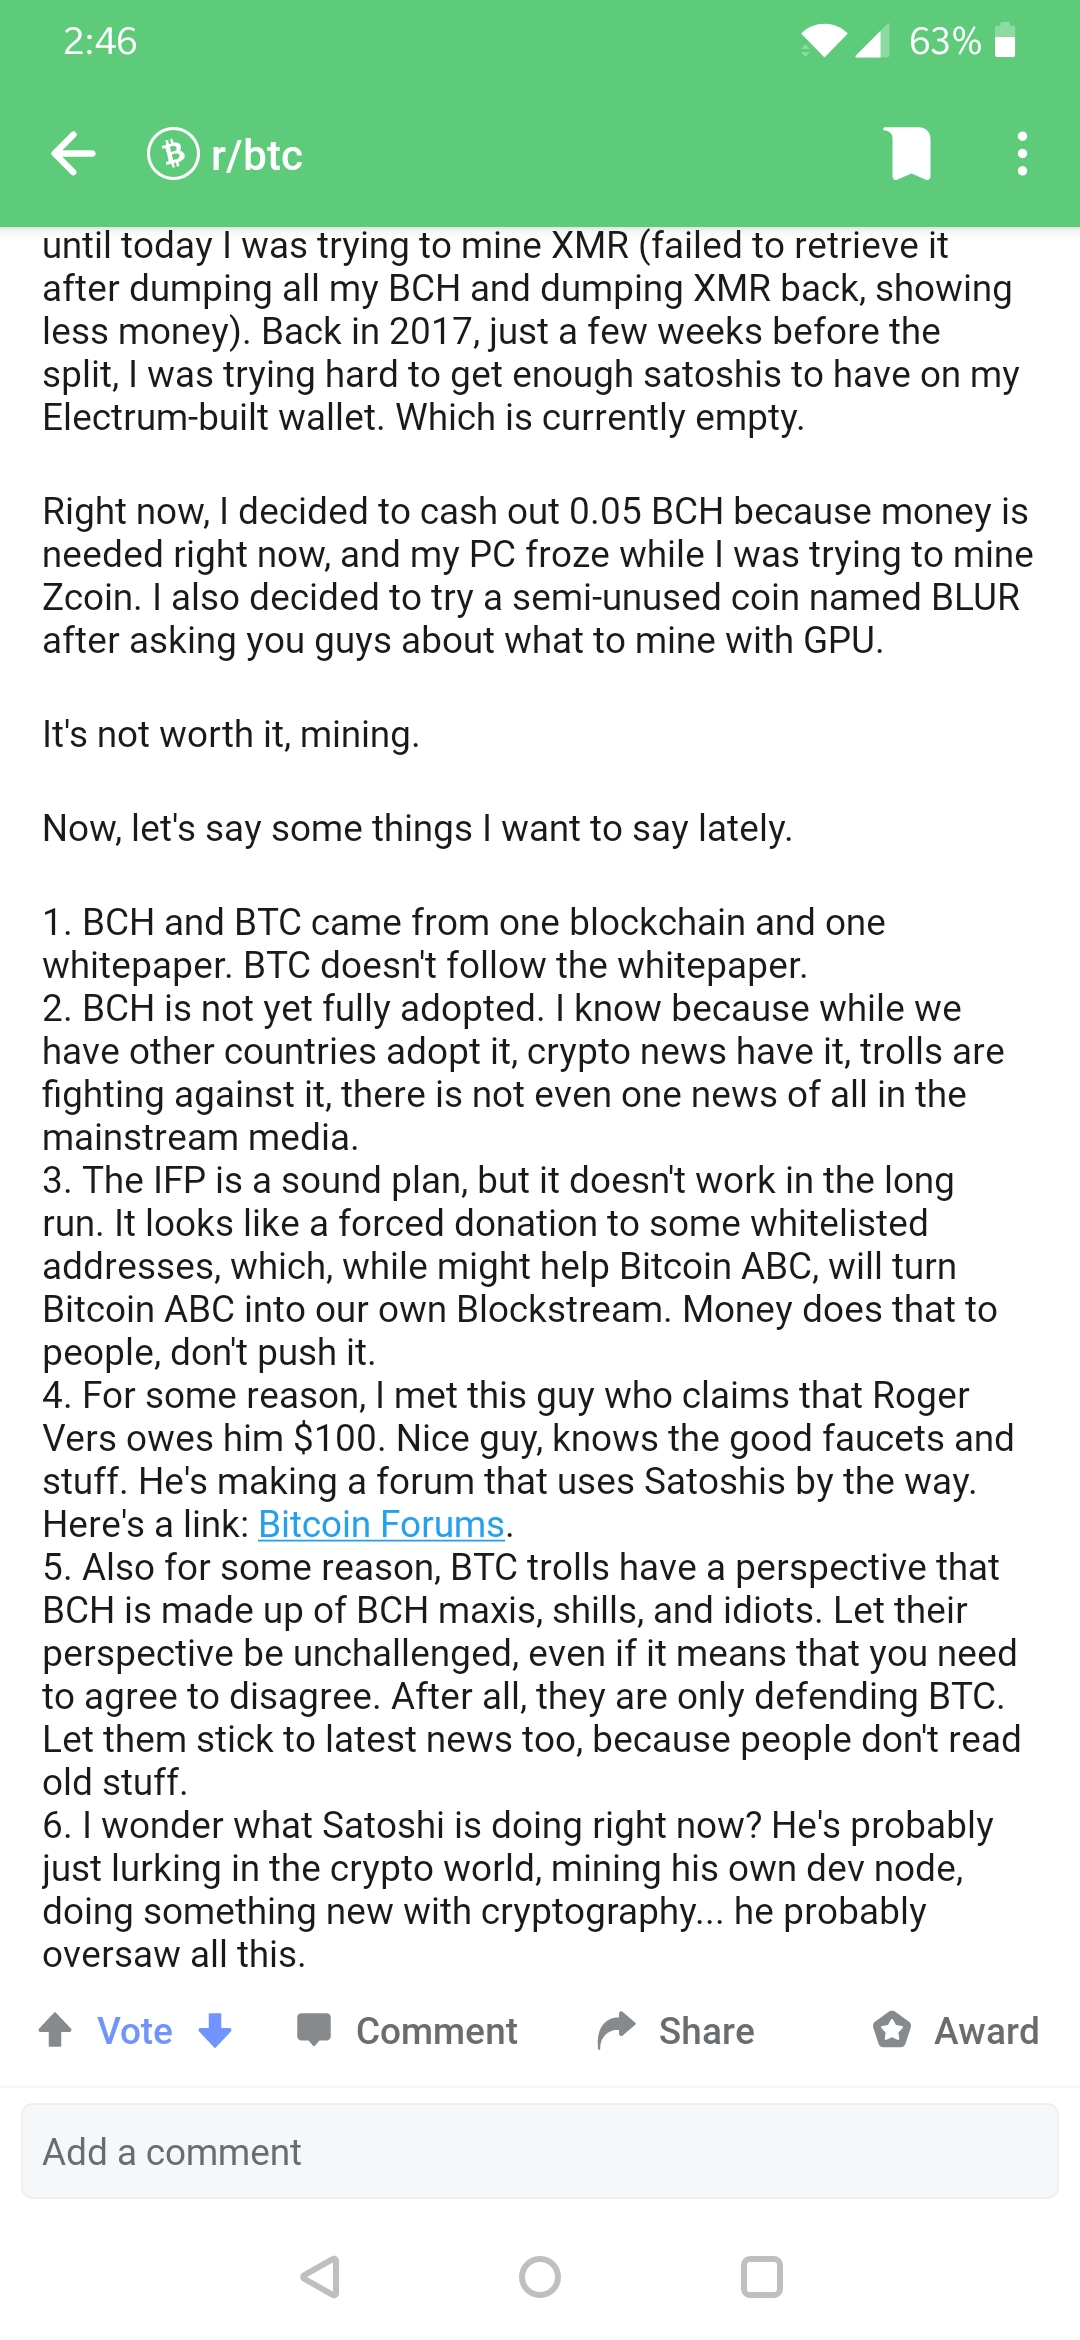 2:46
63%
r/btc
until today I was trying to mine XMR (failed to retrieve it
after dumping all my BCH and dumping XMR back, showing
less money). Back in 2017, just a few weeks before the
split, I was trying hard to get enough satoshis to have on my
Electrum-built wallet. Which is currently empty.
Right now, I decided to cash out 0.05 BCH because money is
needed right now, and my PC froze while I was trying to mine
Zcoin. I also decided to try a semi-unused coin named BLUR
after asking you guys about what to mine with GPU.
It's not worth it, mining.
Now, let's say some things I want to say lately.
1. BCH and BTC came from one blockchain and one
whitepaper. BTC doesn't follow the whitepaper.
2. BCH is not yet fully adopted. I know because while we
have other countries adopt it, crypto news have it, trolls are
fighting against it, there is not even one news of all in the
mainstream media.
3. The IFP is a sound plan, but it doesn't work in the long
run. It looks like a forced donation to some whitelisted
addresses, which, while might help Bitcoin ABC, will turn
Bitcoin ABC into our own Blockstream. Money does that to
people, don't push it.
4. For some reason, I met this guy who claims that Roger
Vers owes him $100. Nice guy, knows the good faucets and
stuff. He's making a forum that uses Satoshis by the way.
Here's a link: Bitcoin Forums.
5. Also for some reason, BTC trolls have a perspective that
BCH is made up of BCH maxis, shills, and idiots. Let their
perspective be unchallenged, even if it means that you need
to agree to disagree. After all, they are only defending BTC.
Let them stick to latest news too, because people don't read
old stuff.
6. I wonder what Satoshi is doing right now? He's probably
just lurking in the crypto world, mining his own dev node,
doing something new with cryptography... he probably
oversaw all this.
Vote
Comment
Share
Award
Add a comment